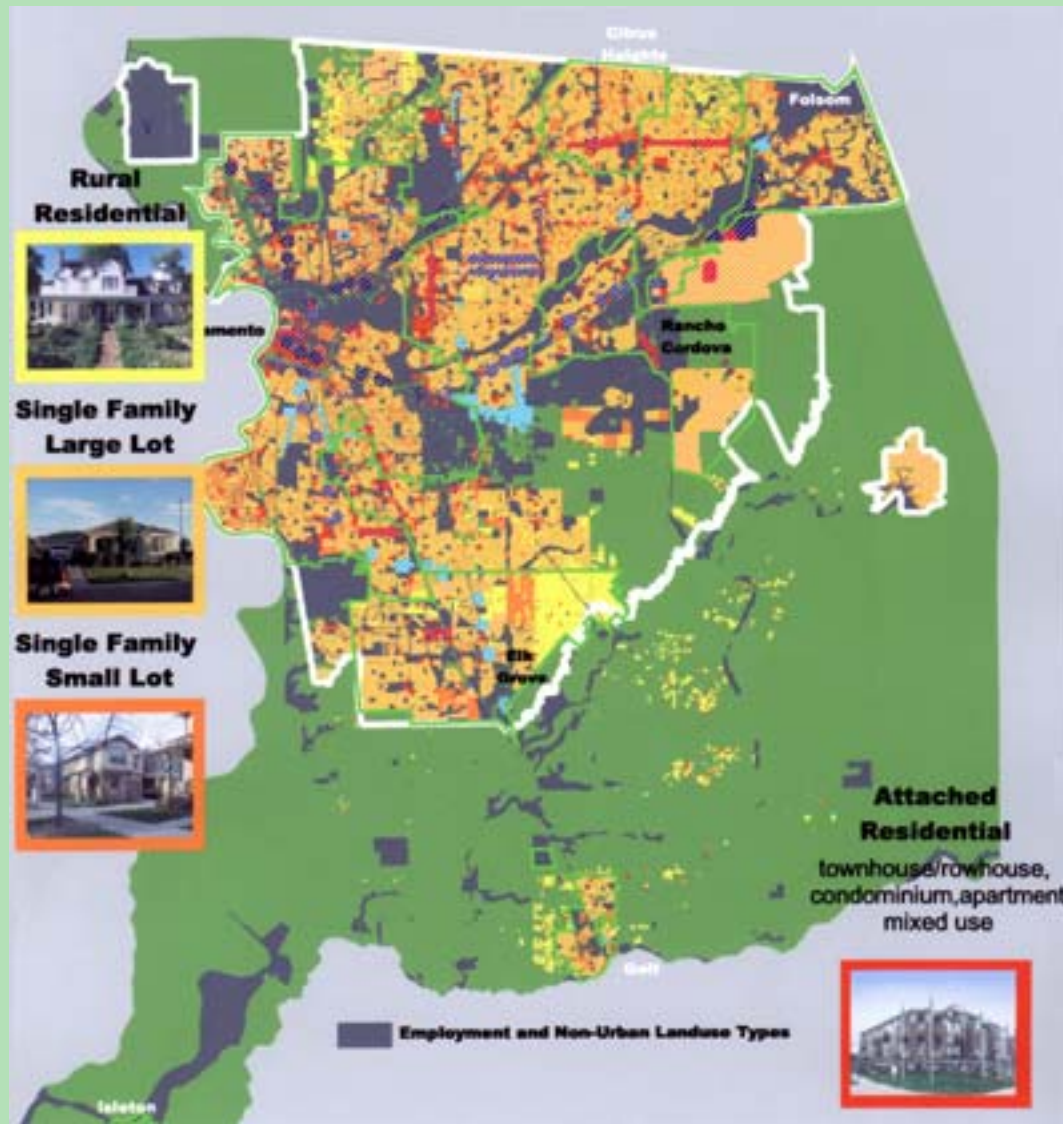 Citrus
Heights
Folsom
Rural
Residential
amento
Rancho
Cordova
Single Family
Large Lot
Single Family
Small Lot
Elk
Grove
Attached
Residential
townhouse/rowhouse,
condominium,apartment
mixed use
Galt
Employment and Non-Urban Landuse Types
Isleton